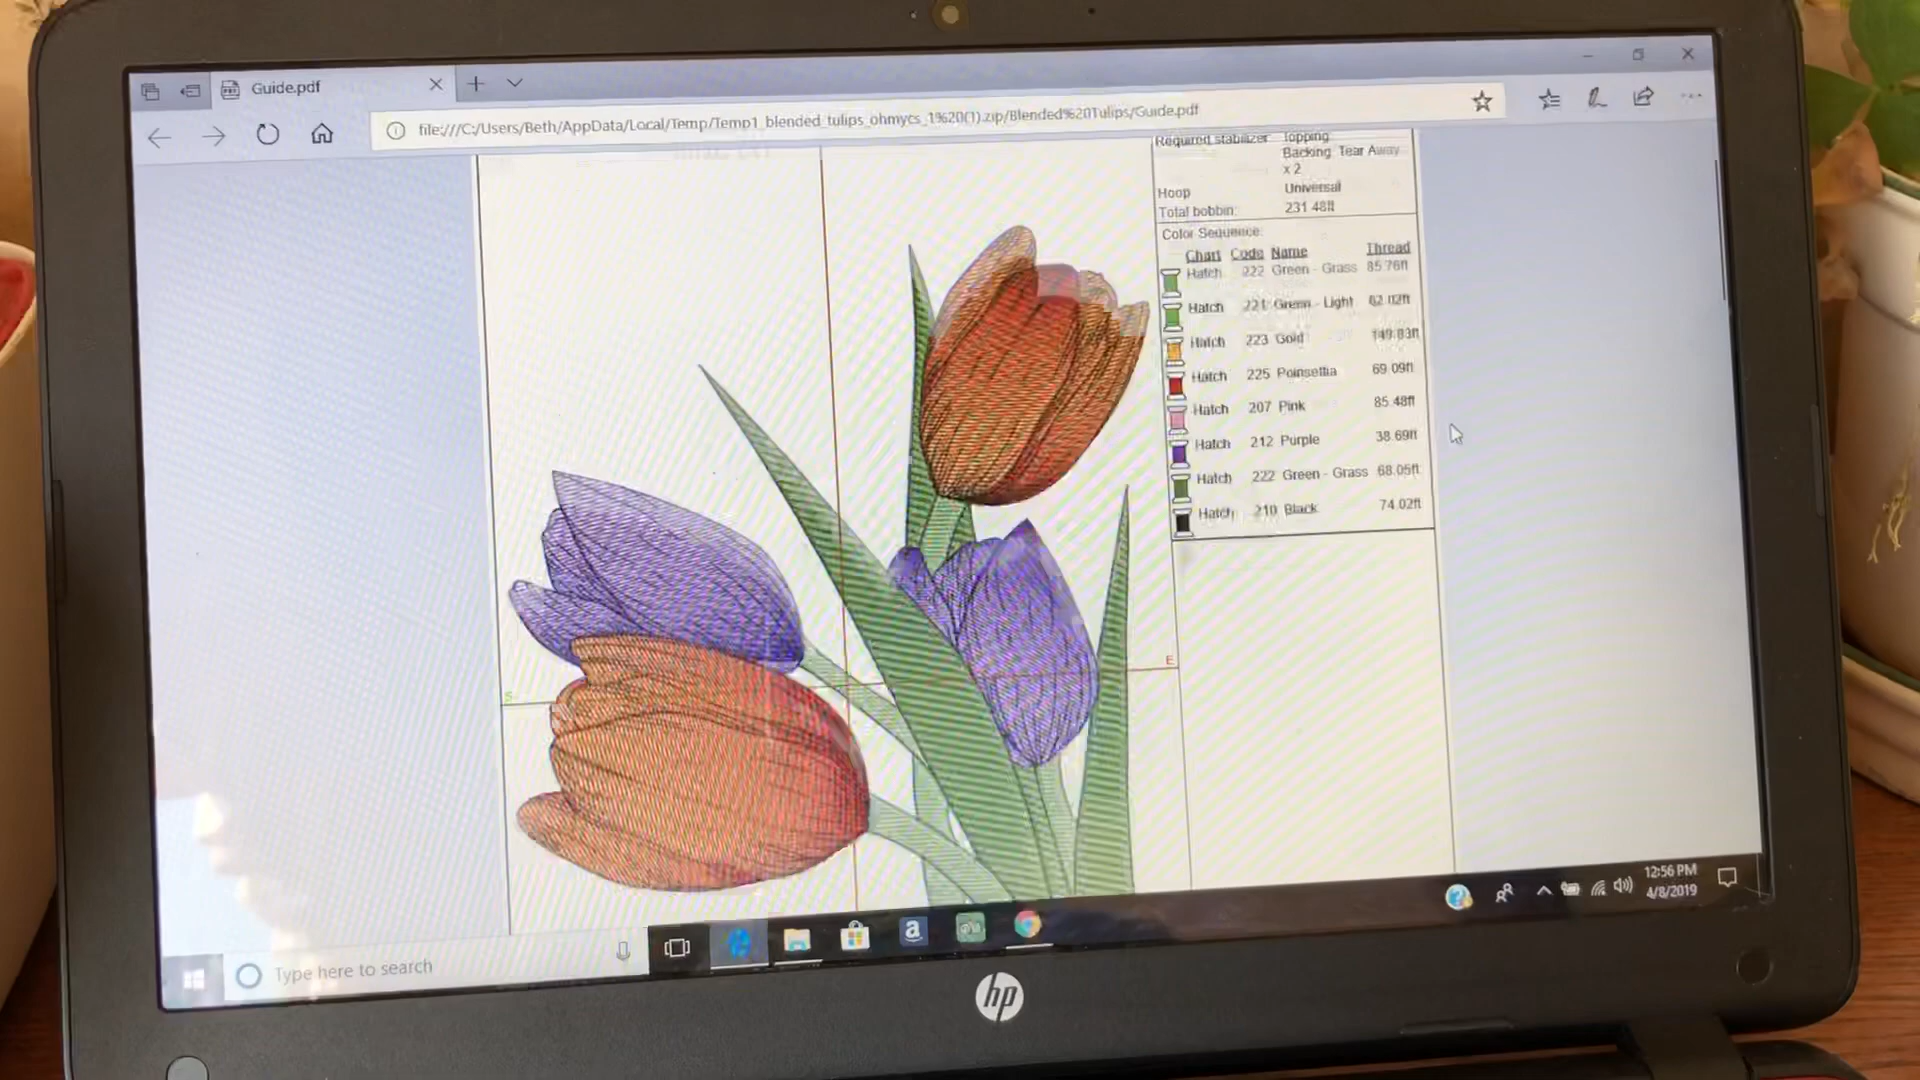 Guide.pdf
file:///C:/Users/Beth/AppData/Local/Temp/Temp1_blended_tulips_ohmycs_1%20(1).zip/Blended%20Tulips/Guide.pdf
Required stabilizer Topping
Backing Tear Away
x 2
Hoop Universal
Total bobbin: 231.48ft
Color Sequence:
Chart Code Name Thread
Hatch 222 Green - Grass 85.76ft
Hatch 221 Green - Light 62.02ft
Hatch 223 Gold 149.83ft
Hatch 225 Poinsettia 69.09ft
Hatch 207 Pink 85.48ft
Hatch 212 Purple 38.69ft
Hatch 222 Green - Grass 68.05ft
Hatch 210 Black 74.02ft
E
S
12:56 PM
4/8/2019
Type here to search
hp